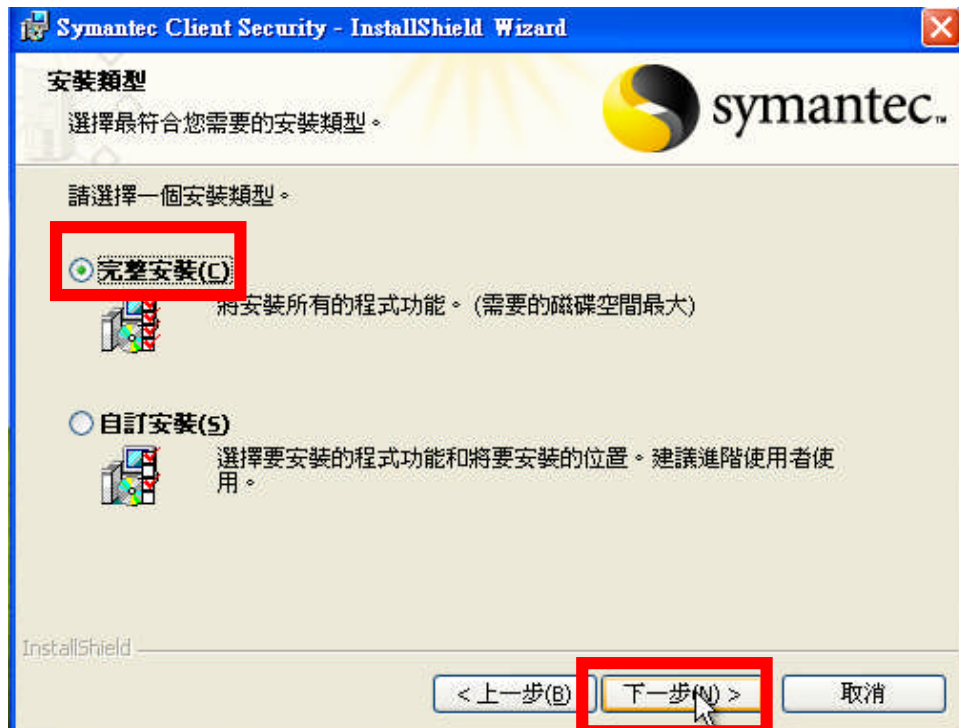 Symantec Client Security - InstallShield Wizard
安裝類型
選擇最符合您需要的安裝類型。
symantec.™
請選擇一個安裝類型。
完整安裝(C)
將安裝所有的程式功能。 (需要的磁碟空間最大)
自訂安裝(S)
選擇要安裝的程式功能和將要安裝的位置。建議進階使用者使
用。
InstallShield
< 上一步(B)
下一步(N) >
取消